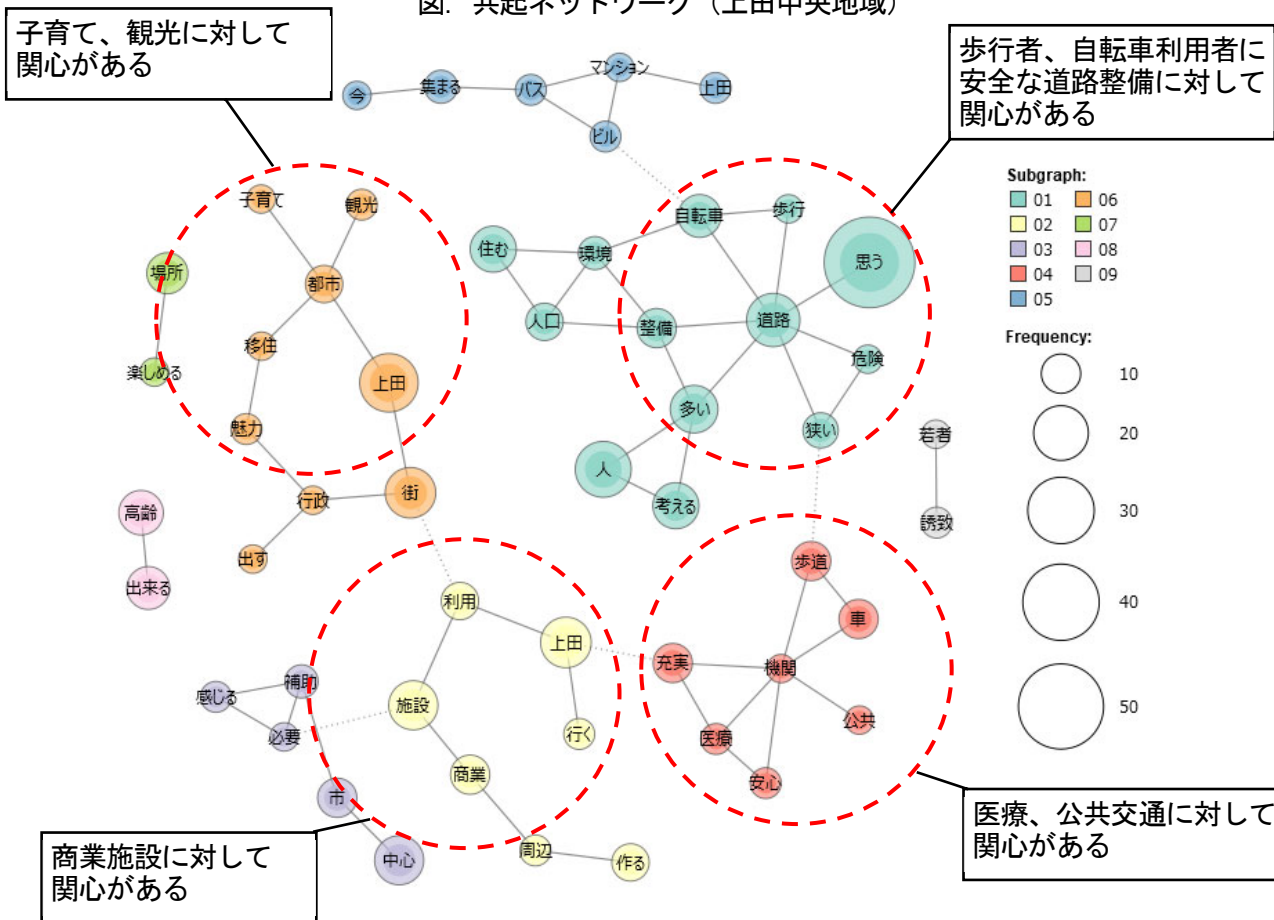 図. 共起ネットワーク（上田中央地域）
子育て、観光に対して
関心がある
歩行者、自転車利用者に
安全な道路整備に対して
関心がある
今
集まる
バス
マンション
上田
ビル
子育て
観光
場所
都市
移住
楽しめる
上田
魅力
街
行政
出す
高齢
出来る
自転車
歩行
住む
環境
思う
人口
整備
道路
危険
多い
狭い
人
考える
若者
誘致
Subgraph:
01 06
02 07
03 08
04 09
05
Frequency:
10
20
30
40
50
利用
上田
施設
行く
商業
周辺
作る
感じる
補助
必要
市
中心
歩道
車
充実
機関
公共
医療
安心
商業施設に対して
関心がある
医療、公共交通に対して
関心がある